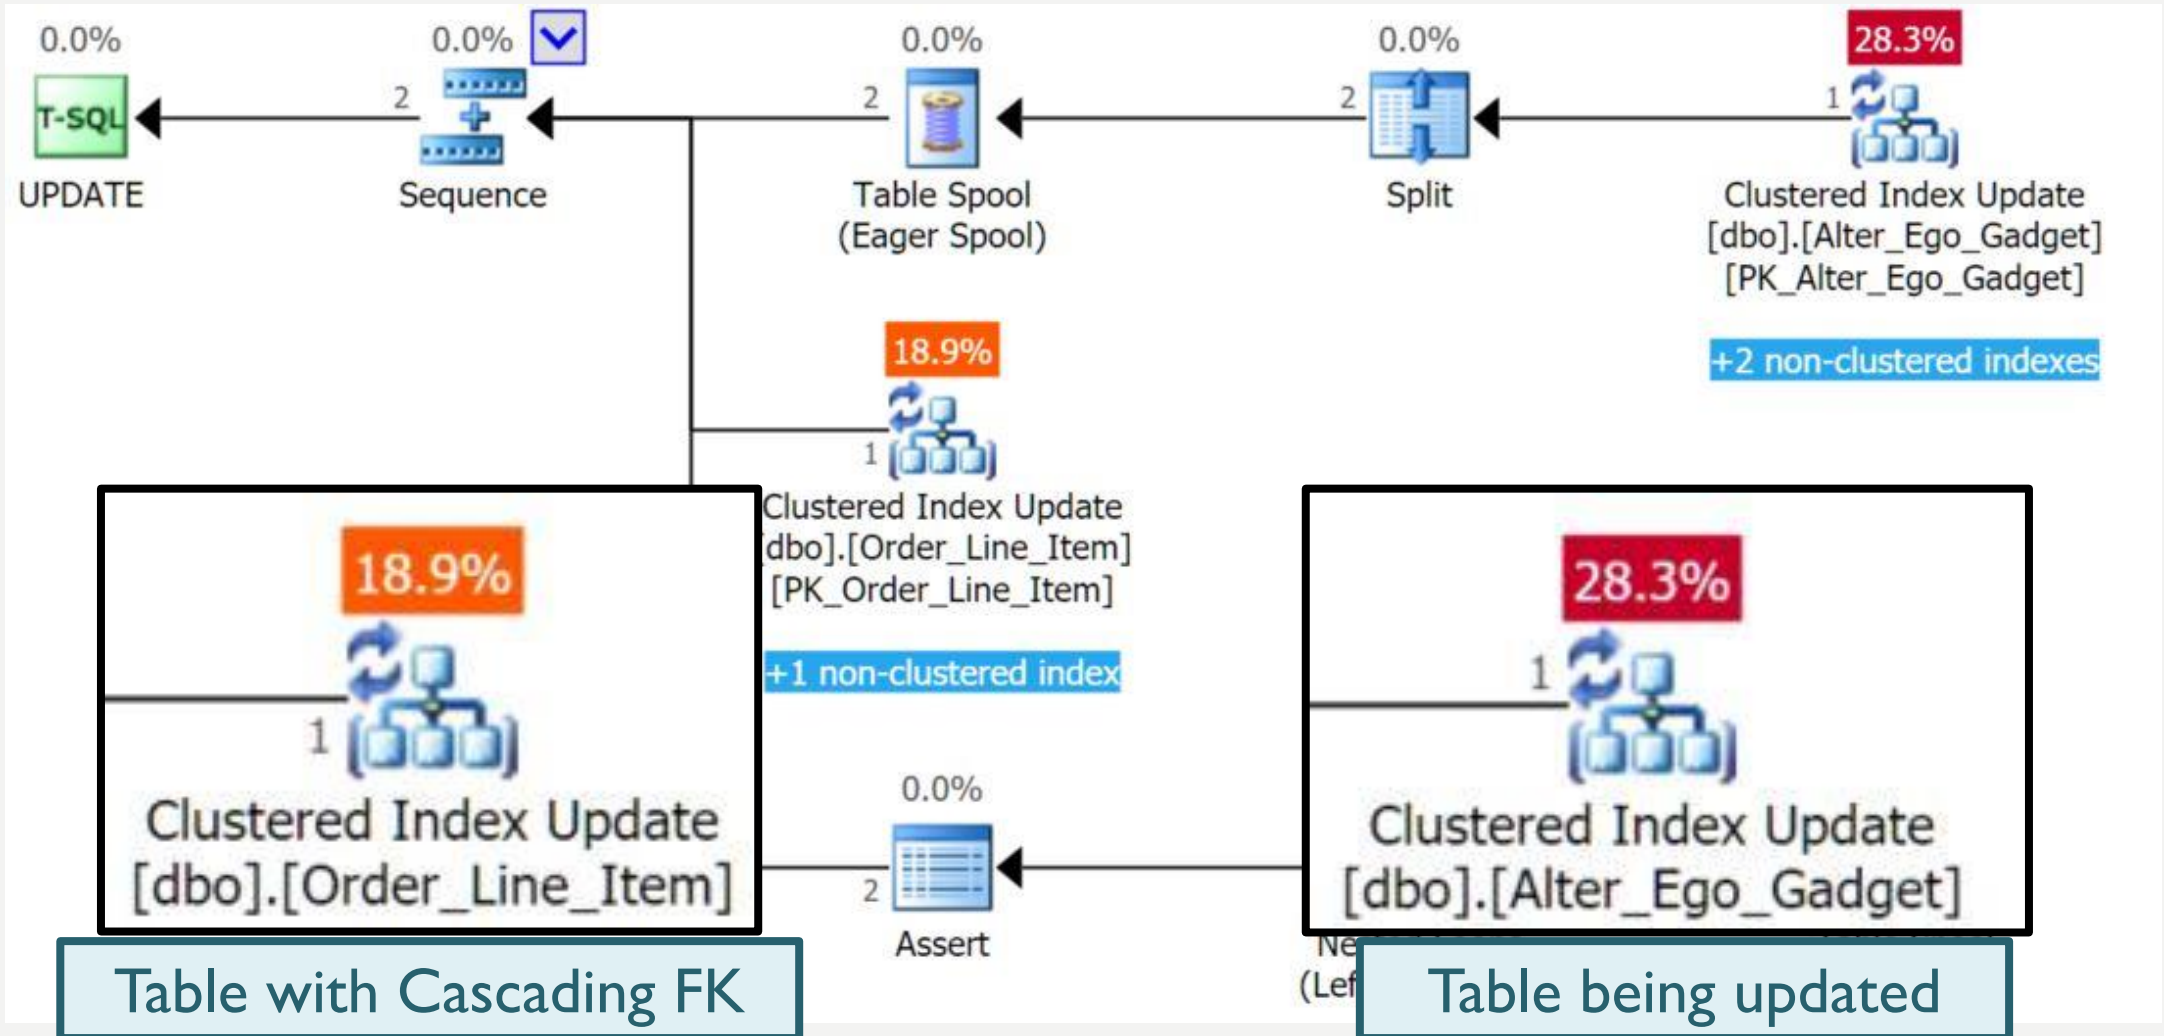 0.0%
0.0%
0.0%
0.0%
28.3%
T-SQL
2
2
2
1
UPDATE
Sequence
Table Spool
(Eager Spool)
Split
Clustered Index Update
[dbo].[Alter_Ego_Gadget]
[PK_Alter_Ego_Gadget]
+2 non-clustered indexes
18.9%
1
Clustered Index Update
dbo].[Order_Line_Item]
[PK_Order_Line_Item]
+1 non-clustered index
18.9%
1
Clustered Index Update
[dbo].[Order_Line_Item]
Table with Cascading FK
0.0%
2
Assert
28.3%
1
Clustered Index Update
[dbo].[Alter_Ego_Gadget]
Ne
(Lef
Table being updated